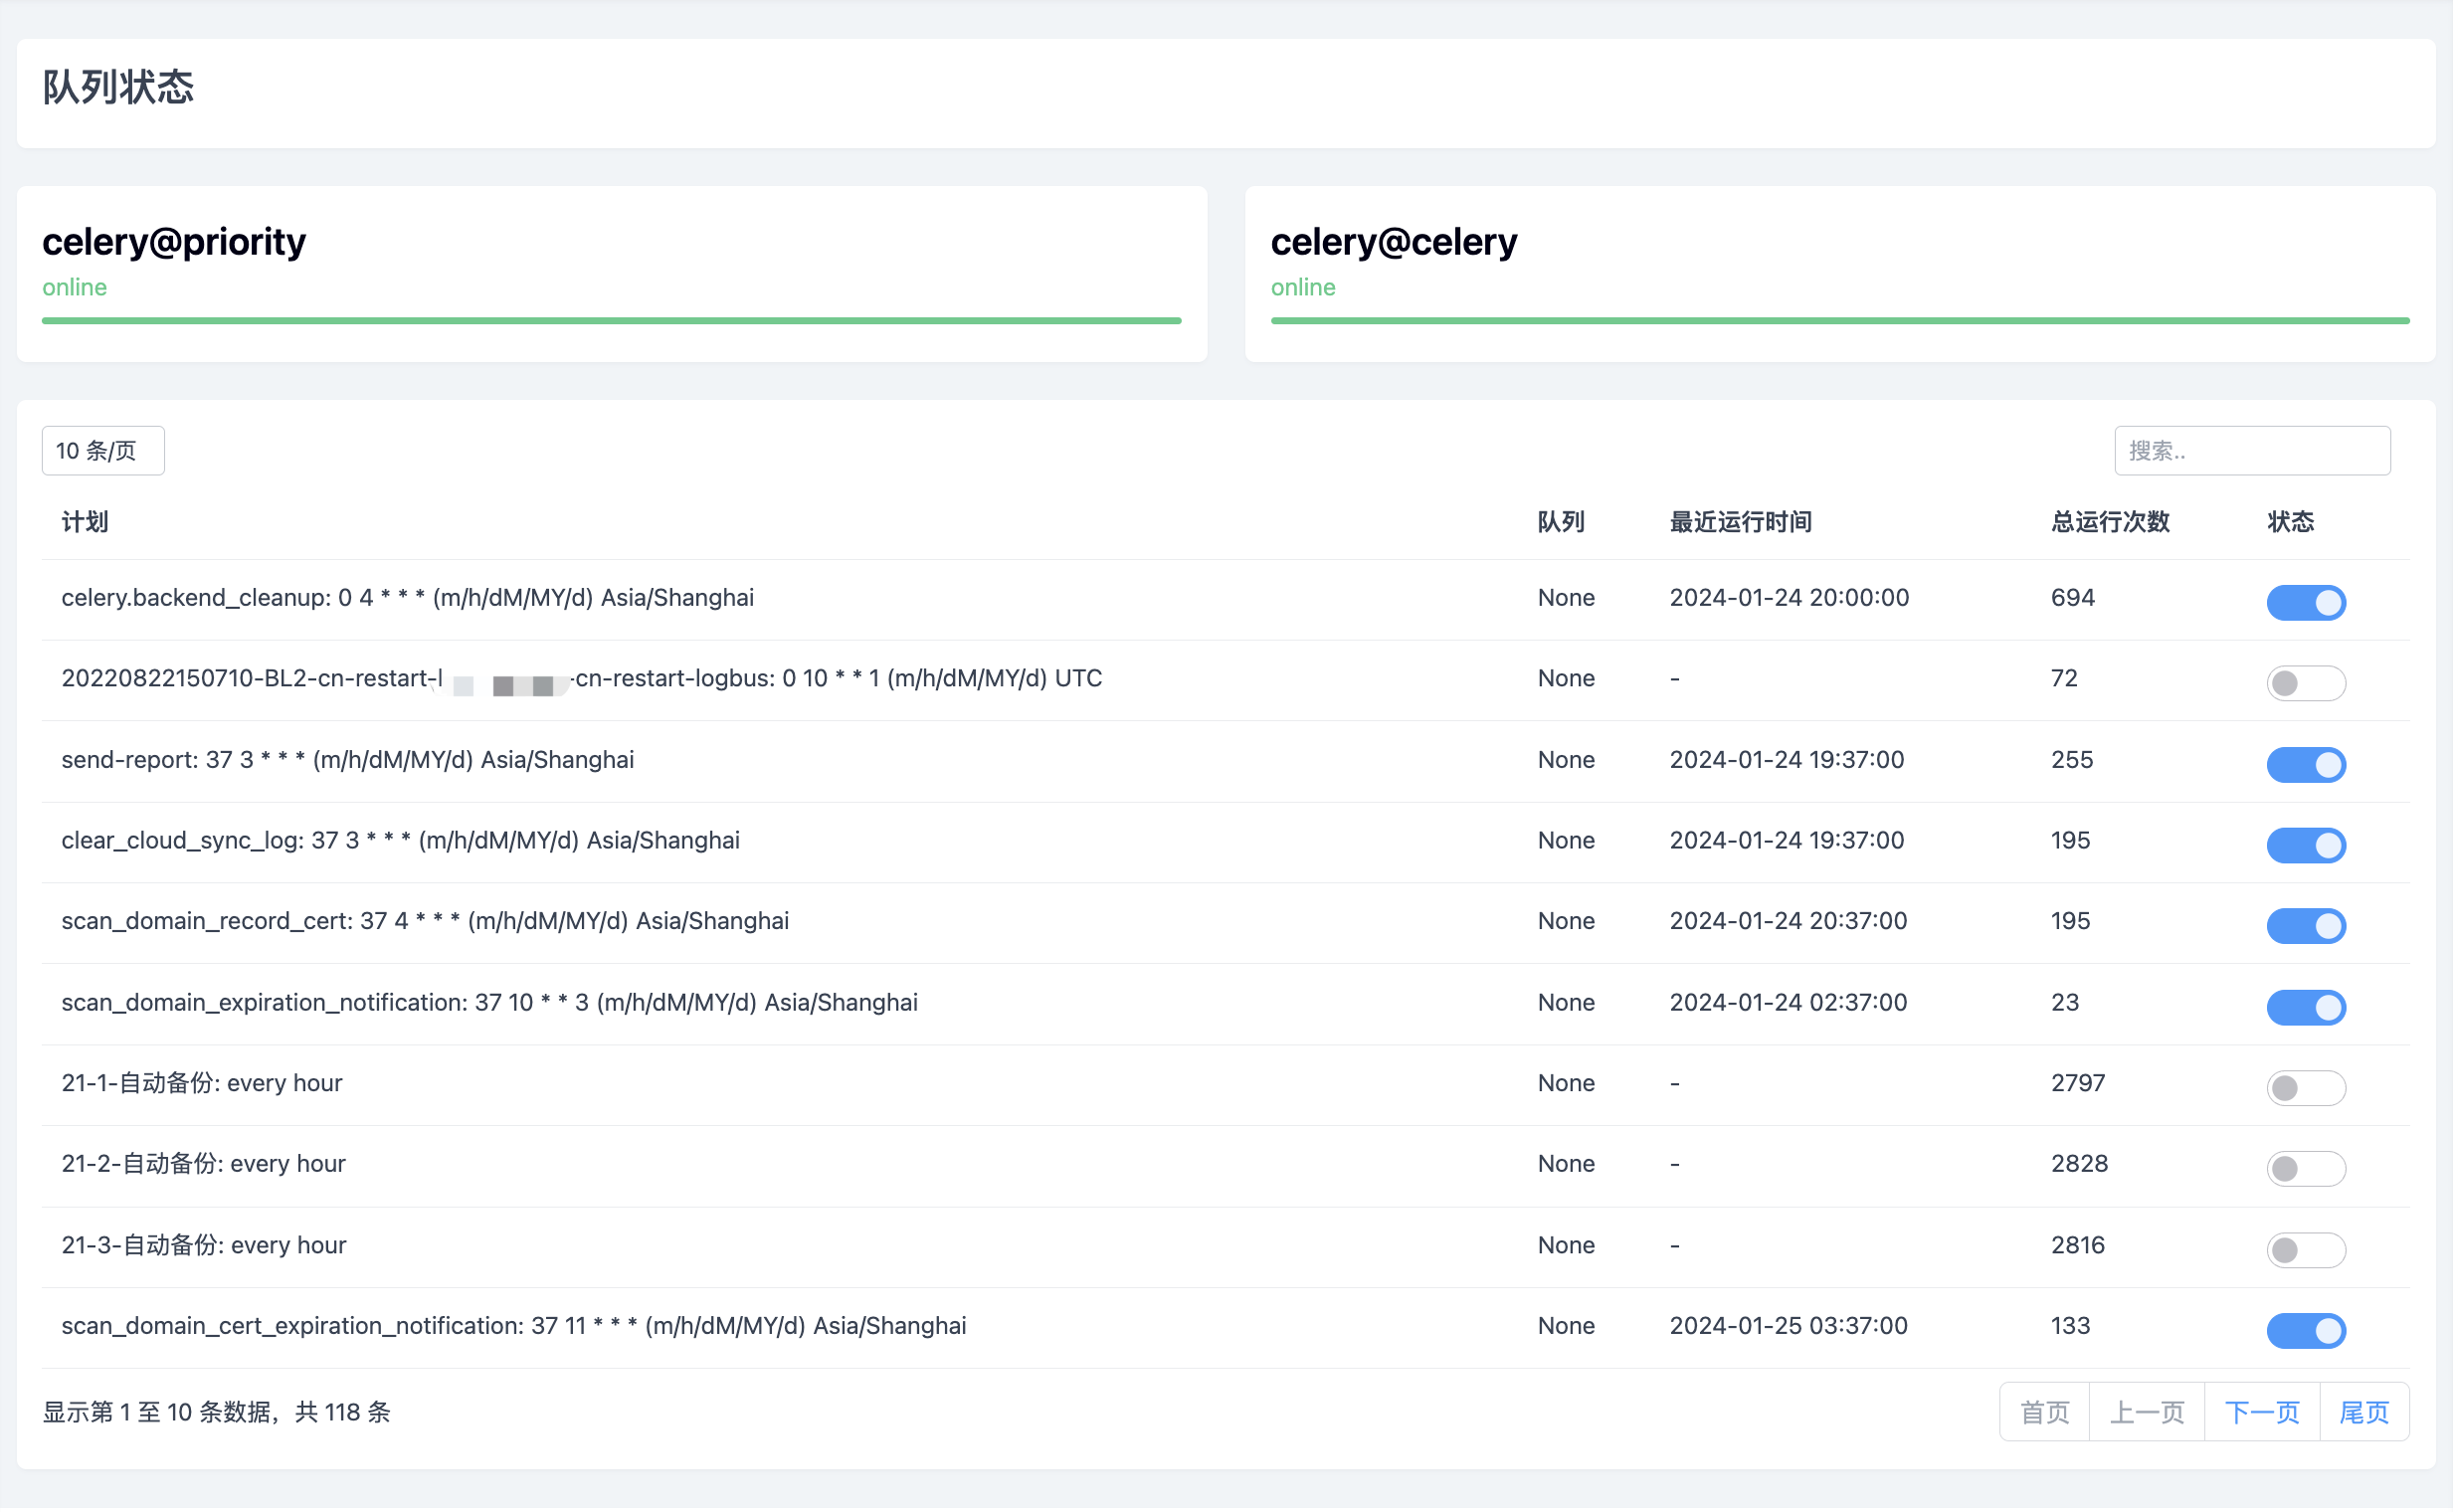 队列状态
celery@priority
online
celery@celery
online
10 条/页
搜索..
计划 队列 最近运行时间 总运行次数 状态
celery.backend_cleanup: 0 4 * * * (m/h/dM/MY/d) Asia/Shanghai None 2024-01-24 20:00:00 694
20220822150710-BL2-cn-restart- -cn-restart-logbus: 0 10 * * 1 (m/h/dM/MY/d) UTC None - 72
send-report: 37 3 * * * (m/h/dM/MY/d) Asia/Shanghai None 2024-01-24 19:37:00 255
clear_cloud_sync_log: 37 3 * * * (m/h/dM/MY/d) Asia/Shanghai None 2024-01-24 19:37:00 195
scan_domain_record_cert: 37 4 * * * (m/h/dM/MY/d) Asia/Shanghai None 2024-01-24 20:37:00 195
scan_domain_expiration_notification: 37 10 * * 3 (m/h/dM/MY/d) Asia/Shanghai None 2024-01-24 02:37:00 23
21-1-自动备份: every hour None - 2797
21-2-自动备份: every hour None - 2828
21-3-自动备份: every hour None - 2816
scan_domain_cert_expiration_notification: 37 11 * * * (m/h/dM/MY/d) Asia/Shanghai None 2024-01-25 03:37:00 133
显示第 1 至 10 条数据，共 118 条
首页 上一页 下一页 尾页